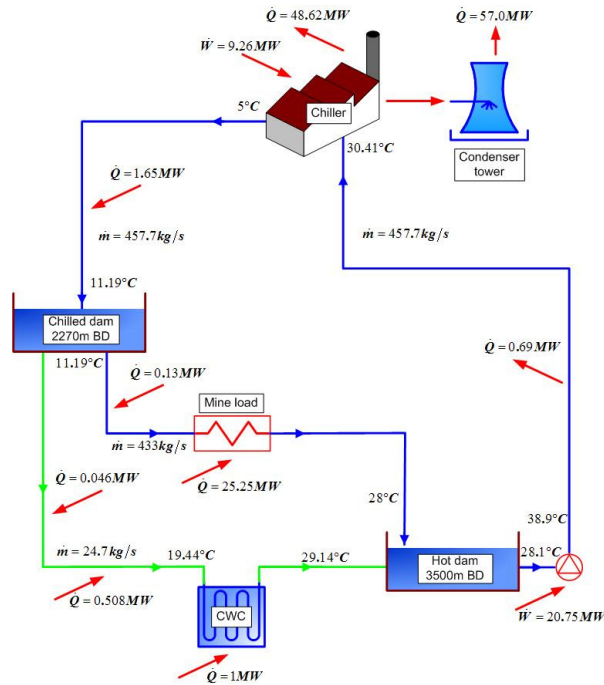 Q̇ = 48.62MW
Q̇ = 57.0MW
Ẇ = 9.26MW
5°C
Chiller
30.41°C
Condenser
tower
Q̇ = 1.65MW
ṁ = 457.7kg/s
ṁ = 457.7kg/s
11.19°C
Chilled dam
2270m BD
11.19°C
Q̇ = 0.13MW
Q̇ = 0.69MW
Mine load
ṁ = 433kg/s
Q̇ = 25.25MW
Q̇ = 0.046MW
28°C
38.9°C
ṁ = 24.7kg/s
19.44°C
29.14°C
Hot dam
3500m BD
28.1°C
Q̇ = 0.508MW
CWC
Ẇ = 20.75MW
Q̇ = 1MW